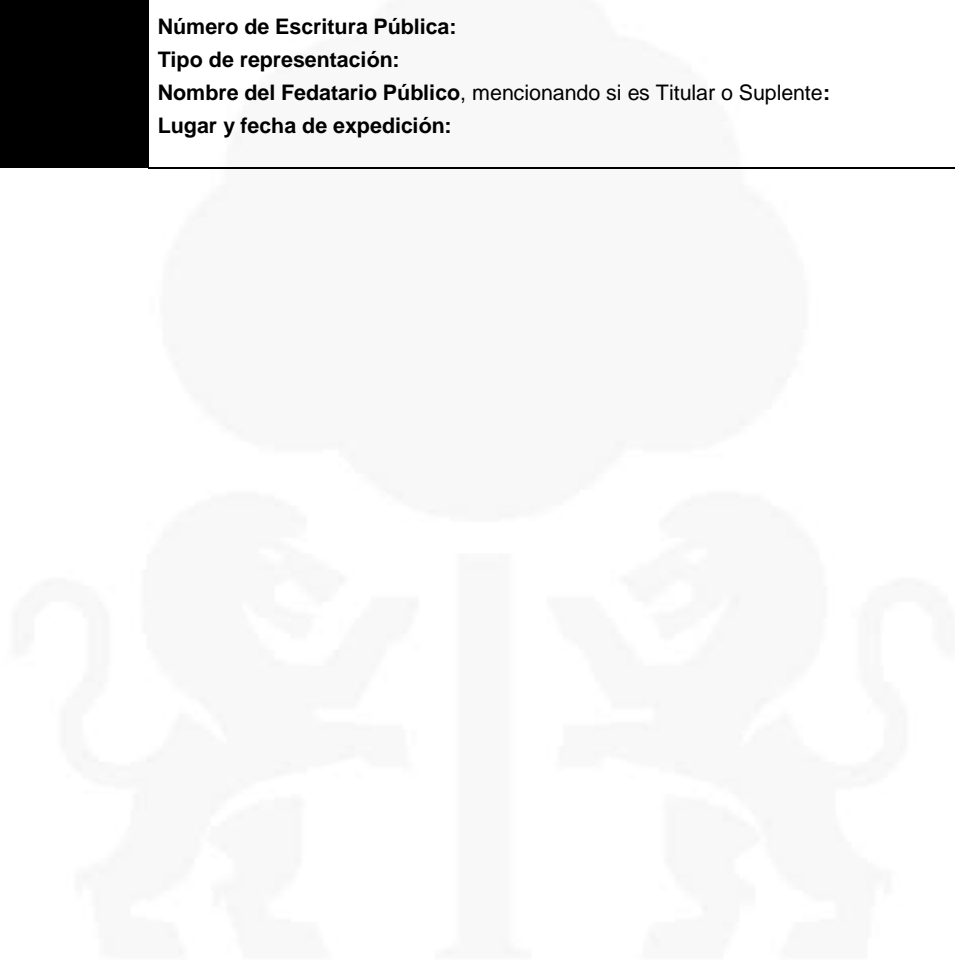 Número de Escritura Pública:
Tipo de representación:
Nombre del Fedatario Público, mencionando si es Titular o Suplente:
Lugar y fecha de expedición: